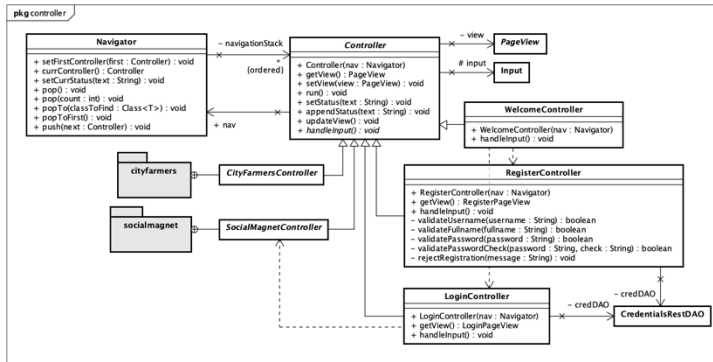 pkg controller
Navigator
+ setFirstController(first : Controller) : void
+ currController() : Controller
+ setCurrStatus(text : String) : void
+ pop() : void
+ pop(count : int) : void
+ popTo(classToFind : Class<T>) : void
+ popToFirst() : void
+ push(next : Controller) : void
– navigationStack
*
{ordered}
+ nav
Controller
+ Controller(nav : Navigator)
+ getView() : PageView
+ setView(view : PageView) : void
+ run() : void
+ setStatus(text : String) : void
+ appendStatus(text : String) : void
+ updateView() : void
+ handleInput() : void
– view
PageView
# input
Input
WelcomeController
+ WelcomeController(nav : Navigator)
+ handleInput() : void
cityfarmers
CityFarmersController
socialmagnet
SocialMagnetController
RegisterController
+ RegisterController(nav : Navigator)
+ getView() : RegisterPageView
+ handleInput() : void
– validateUsername(username : String) : boolean
– validateFullname(fullname : String) : boolean
– validatePassword(password : String) : boolean
– validatePasswordCheck(password : String, check : String) : boolean
– rejectRegistration(message : String) : void
LoginController
+ LoginController(nav : Navigator)
+ getView() : LoginPageView
+ handleInput() : void
– credDAO
– credDAO
CredentialsRestDAO